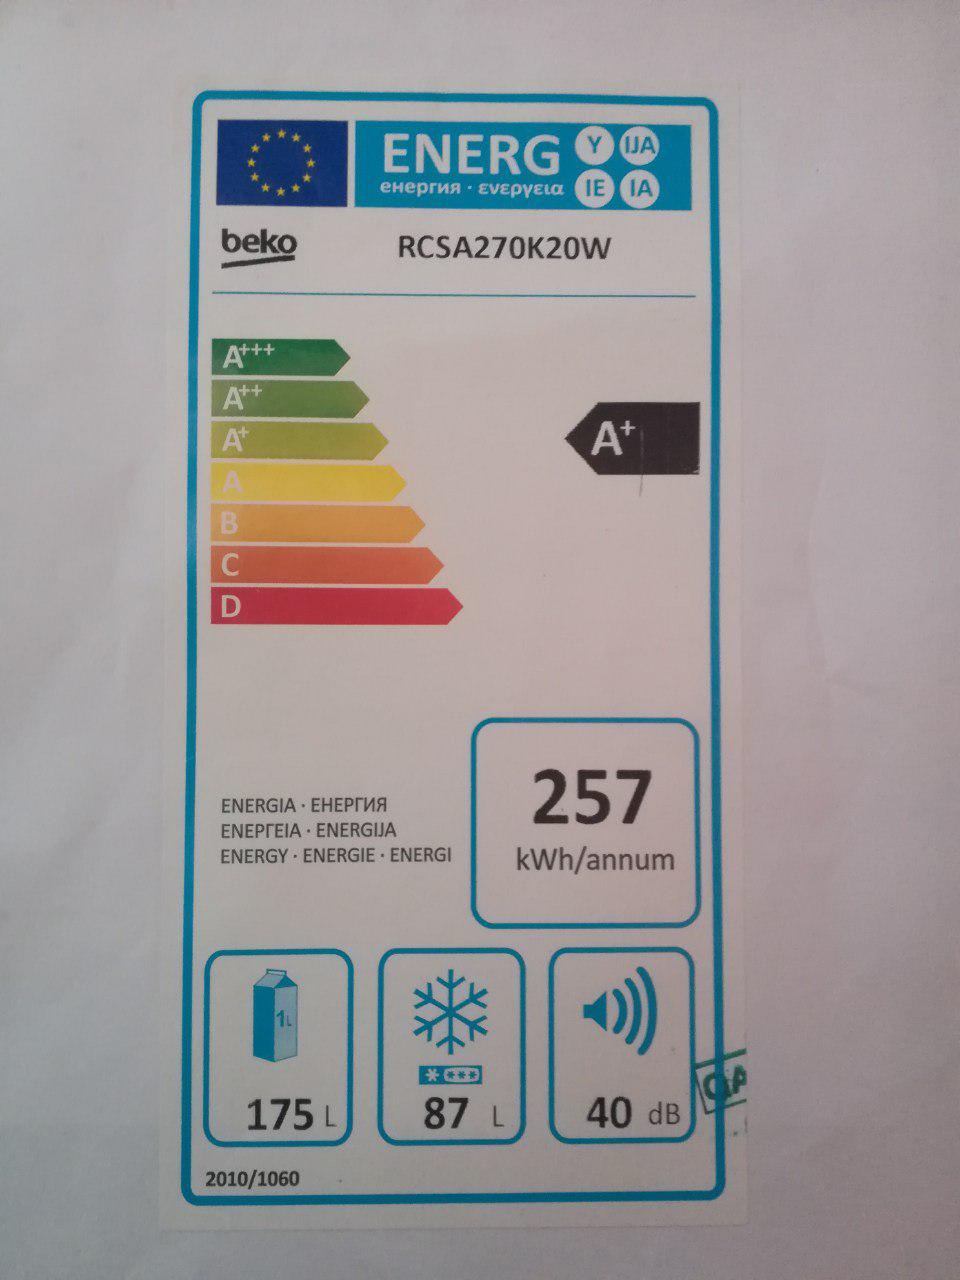 ENERG Y IJA
енергия · ενεργεια IE IA
beko RCSA270K20W
A+++
A++
A+
A+
A
B
C
D
257
kWh/annum
ENERGIA · ЕНЕРГИЯ
ΕΝΕΡΓΕΙΑ · ENERGIJA
ENERGY · ENERGIE · ENERGI
1L
175 L
87 L
40 dB
2010/1060